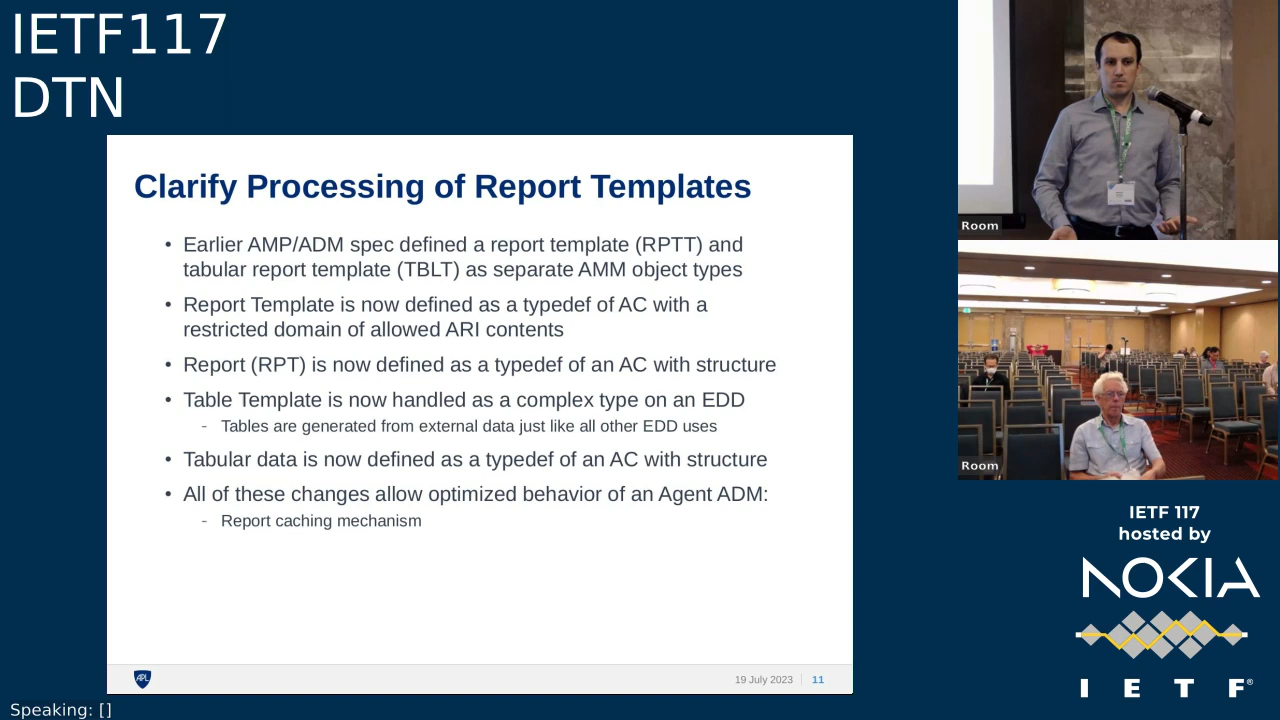 IETF117
DTN
Clarify Processing of Report Templates
• Earlier AMP/ADM spec defined a report template (RPTT) and
tabular report template (TBLT) as separate AMM object types
• Report Template is now defined as a typedef of AC with a
restricted domain of allowed ARI contents
• Report (RPT) is now defined as a typedef of an AC with structure
• Table Template is now handled as a complex type on an EDD
- Tables are generated from external data just like all other EDD uses
• Tabular data is now defined as a typedef of an AC with structure
• All of these changes allow optimized behavior of an Agent ADM:
- Report caching mechanism
APL
19 July 2023 | 11
Room
Room
IETF 117
hosted by
NOKIA
I E T F®
Speaking: []